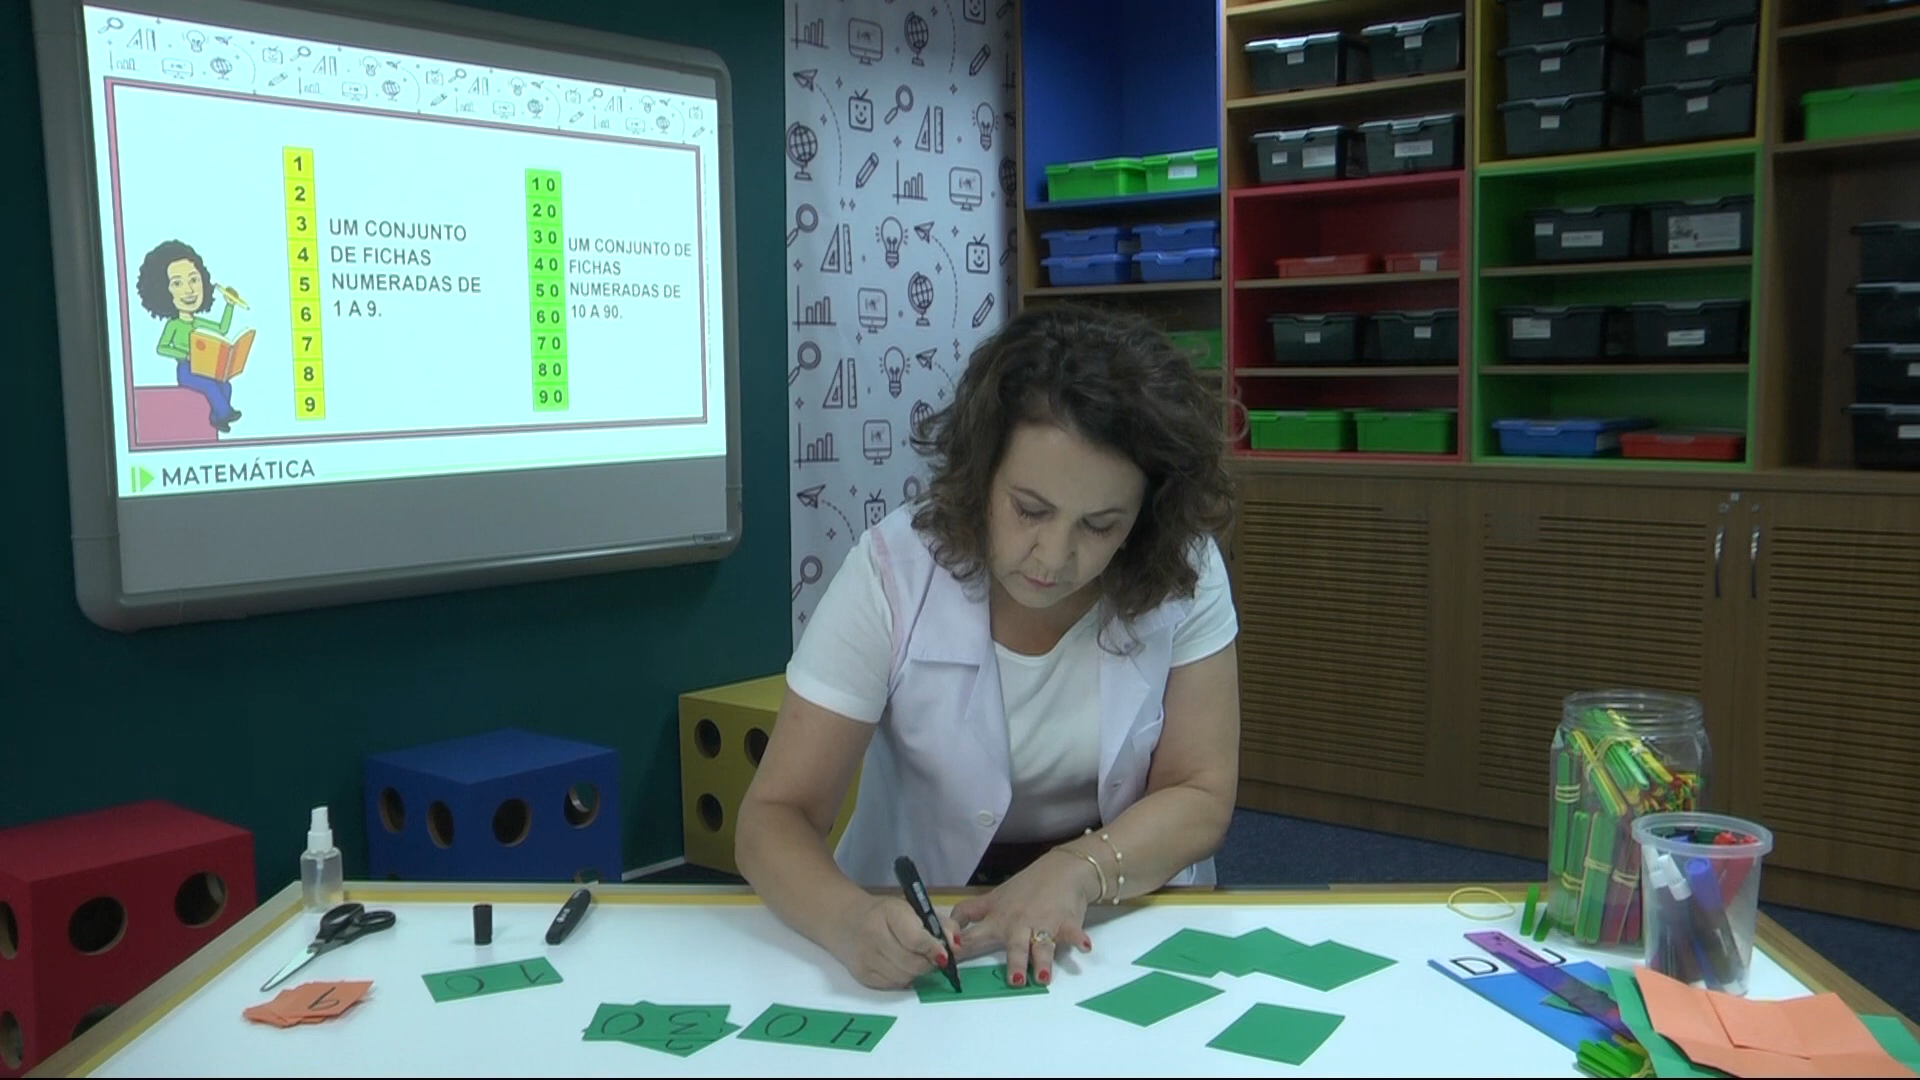 1
2
3
4
5
6
7
8
9
UM CONJUNTO
DE FICHAS
NUMERADAS DE
1 A 9.
10
20
30
40
50
60
70
80
90
UM CONJUNTO DE
FICHAS
NUMERADAS DE
10 A 90.
MATEMÁTICA
10
30
40
9
D U